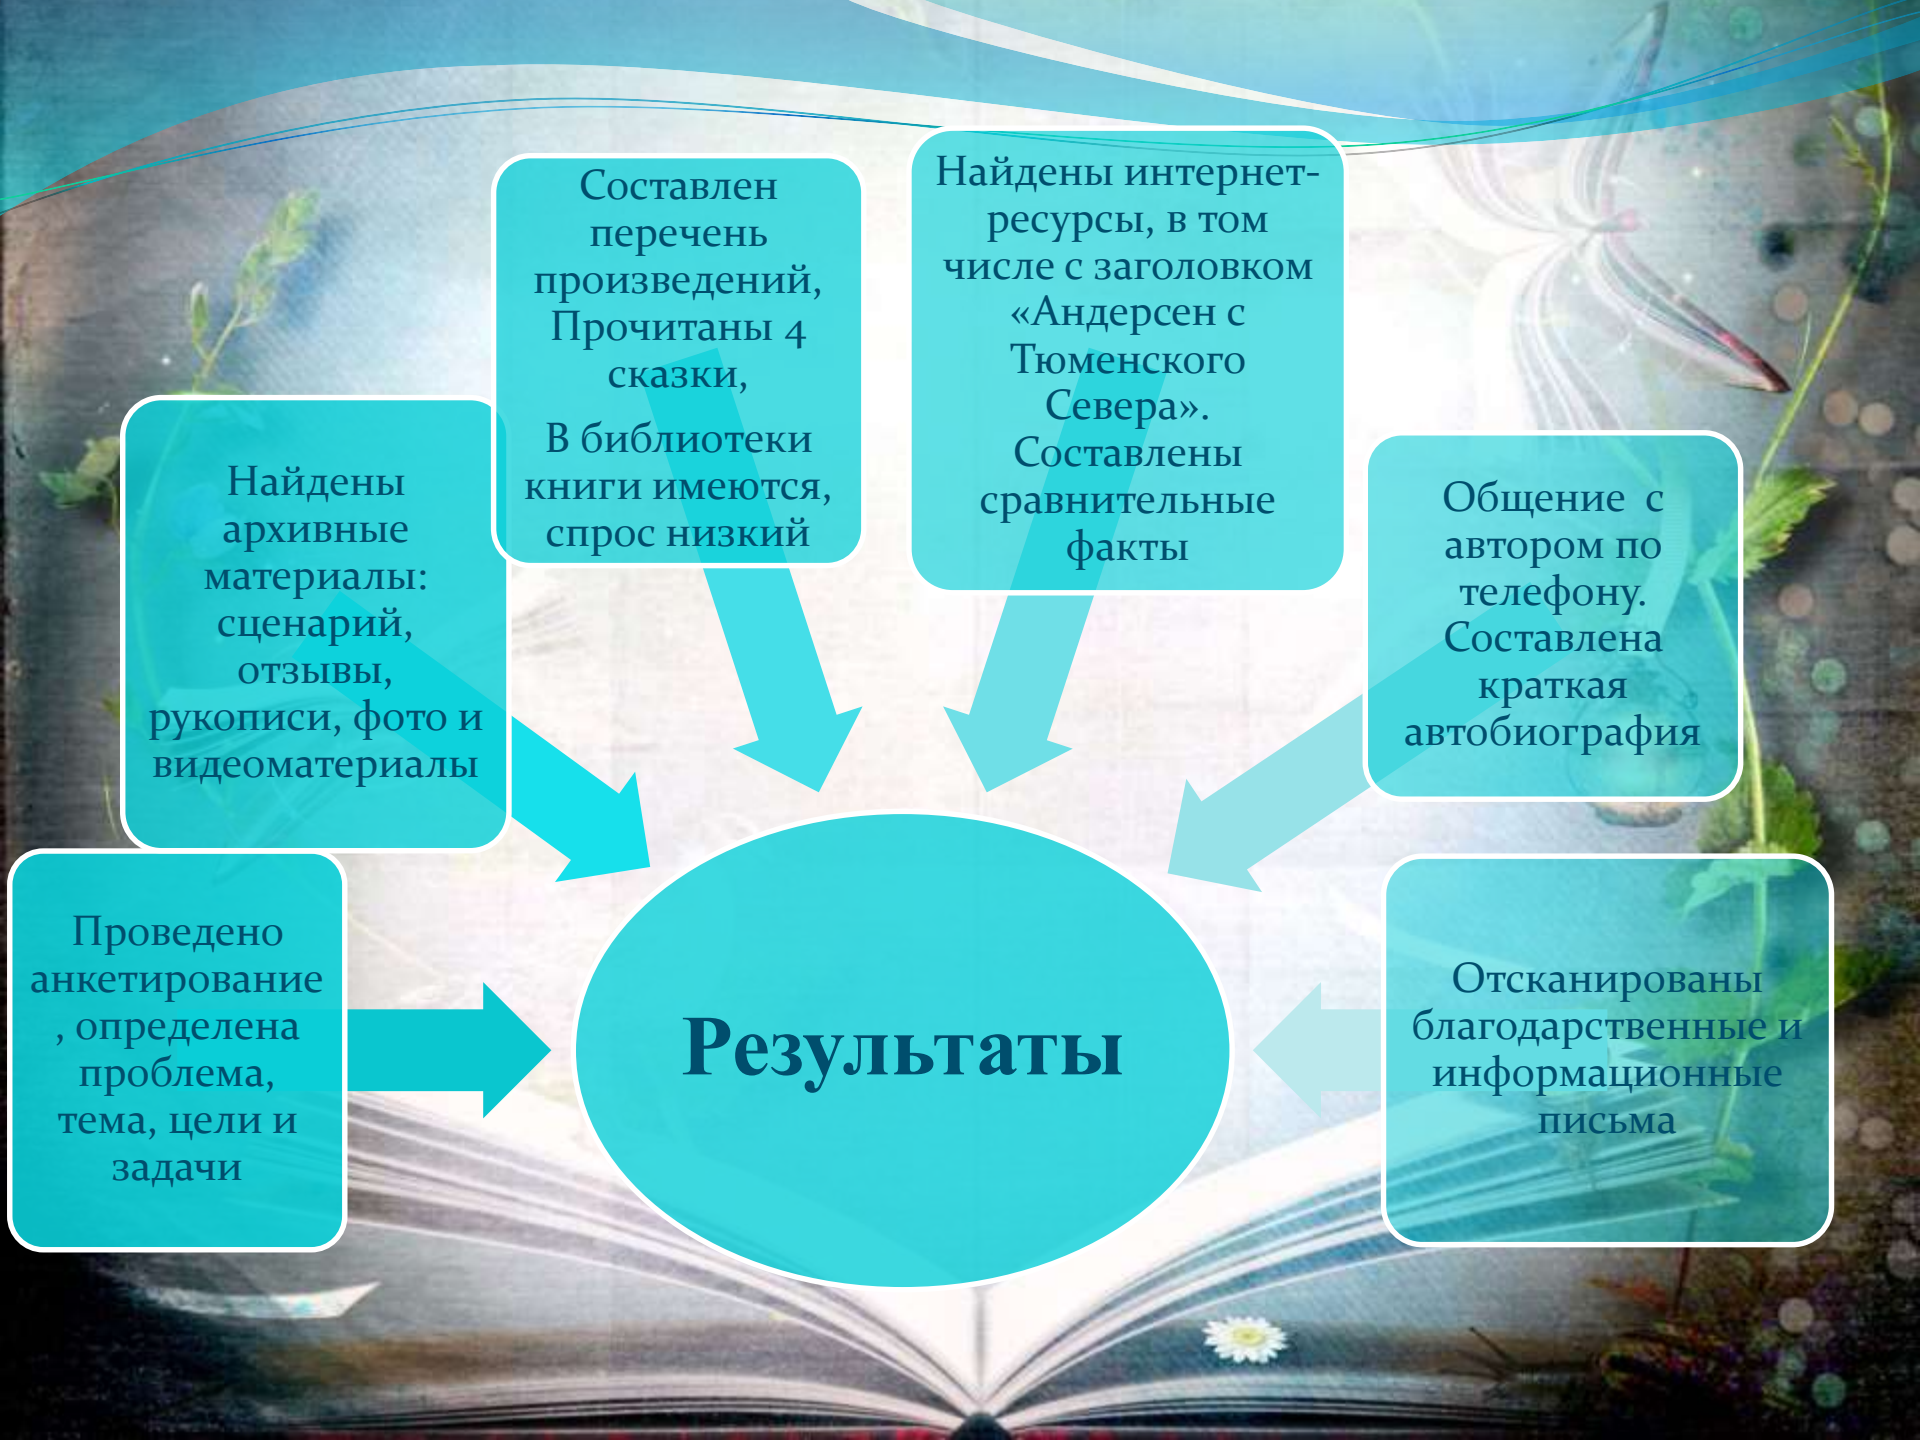 Составлен
перечень
произведений,
Прочитаны 4
сказки,
В библиотеки
книги имеются,
спрос низкий
Найдены интернет-
ресурсы, в том
числе с заголовком
«Андерсен с
Тюменского
Севера».
Составлены
сравнительные
факты
Найдены
архивные
материалы:
сценарий,
отзывы,
рукописи, фото и
видеоматериалы
Общение  с
автором по
телефону.
Составлена
краткая
автобиография
Проведено
анкетирование
, определена
проблема,
тема, цели и
задачи
Результаты
Отсканированы
благодарственные и
информационные
письма